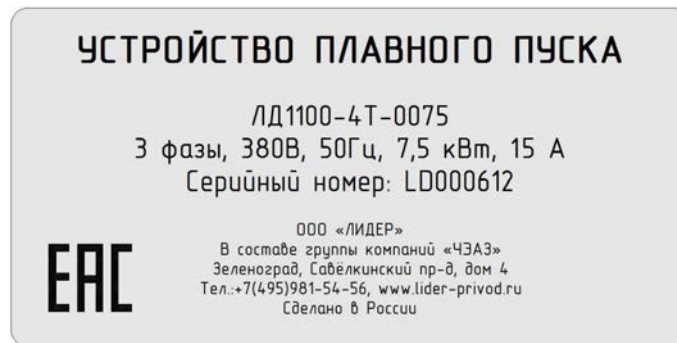 УСТРОЙСТВО ПЛАВНОГО ПУСКА
ЛД1100-4Т-0075
3 фазы, 380В, 50Гц, 7,5 кВт, 15 А
Серийный номер: LD000612
ООО «ЛИДЕР»
В составе группы компаний «ЧЭАЗ»
Зеленоград, Савёлкинский пр-д, дом 4
Тел.:+7(495)981-54-56, www.lider-privod.ru
Сделано в России
EAC